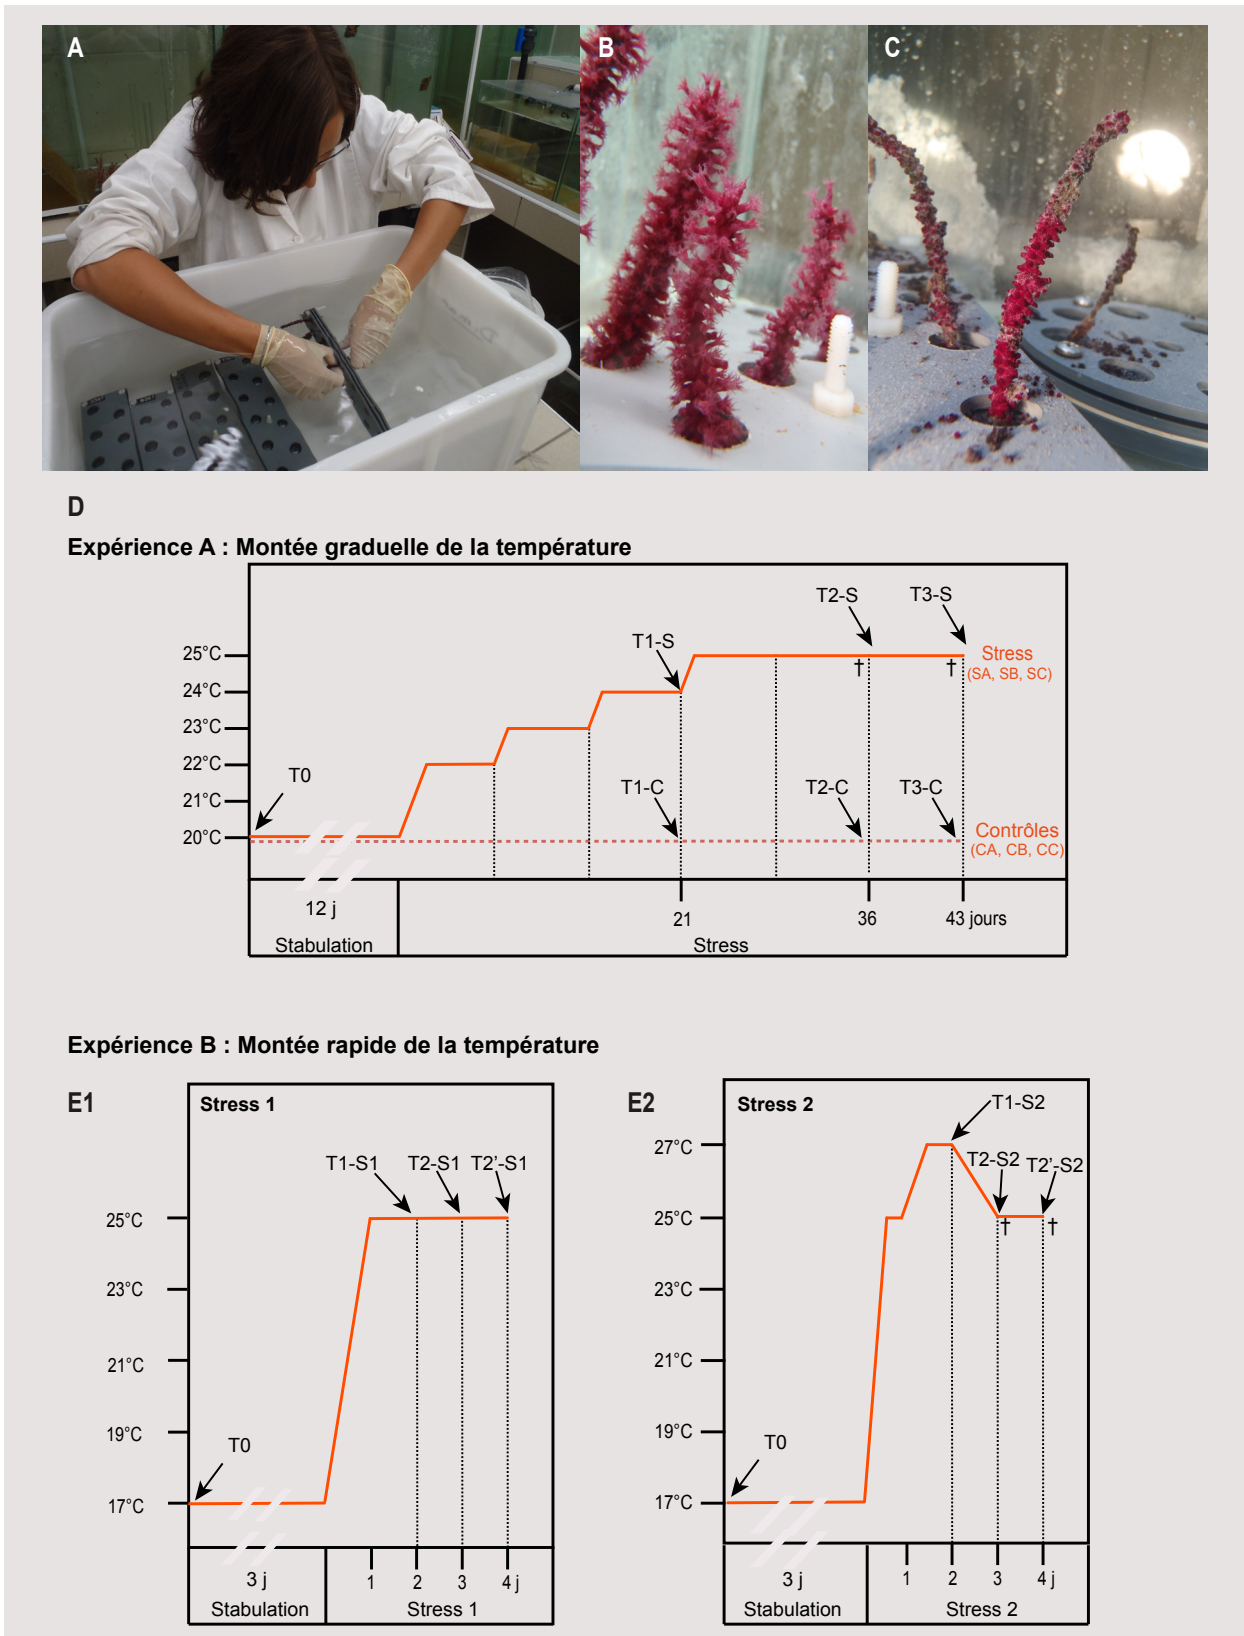 A
B
C
D
Expérience A : Montée graduelle de la température
T2-S
T3-S
T1-S
25°C
Stress
† †
(SA, SB, SC)
24°C
23°C
22°C
T0
21°C
T1-C
T2-C
T3-C
20°C
Contrôles
(CA, CB, CC)
12 j
21
36
43 jours
Stabulation
Stress
Expérience B : Montée rapide de la température
E1
Stress 1
T1-S1
T2-S1
T2'-S1
25°C
23°C
21°C
19°C
T0
17°C
3 j
1
2
3
4 j
Stabulation
Stress 1
E2
Stress 2
T1-S2
27°C
T2-S2
T2'-S2
25°C
† †
23°C
21°C
19°C
T0
17°C
3 j
1
2
3
4 j
Stabulation
Stress 2